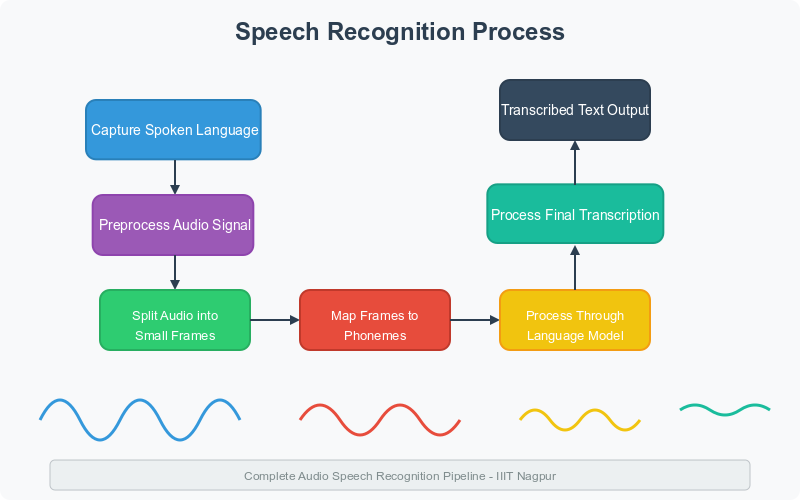 Speech Recognition Process
Capture Spoken Language
Preprocess Audio Signal
Split Audio into
Small Frames
Map Frames to
Phonemes
Process Through
Language Model
Process Final Transcription
Transcribed Text Output
Complete Audio Speech Recognition Pipeline - IIIT Nagpur